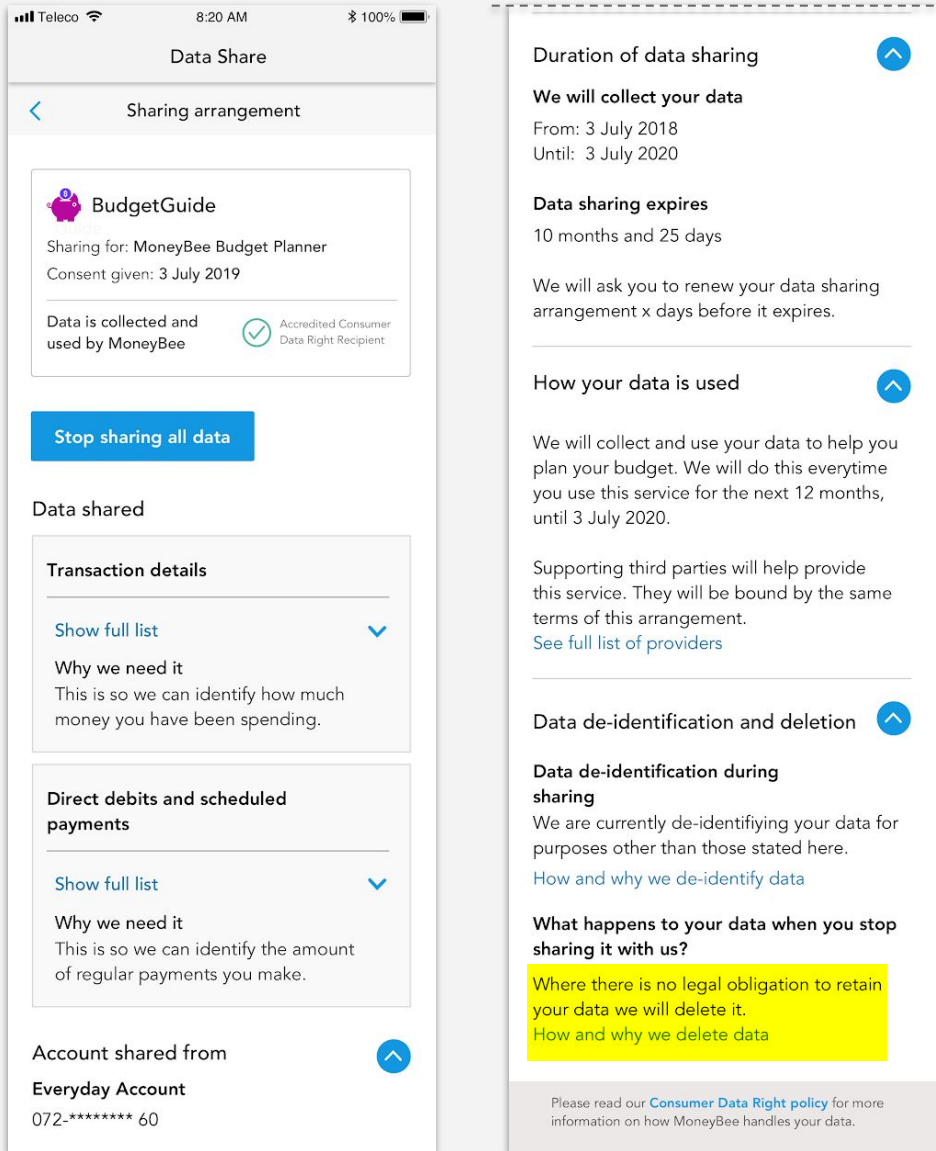 Teleco 8:20 AM 100%
Data Share
Sharing arrangement
BudgetGuide
Guide
Sharing for: MoneyBee Budget Planner
Consent given: 3 July 2019
Data is collected and
used by MoneyBee
Accredited Consumer
Data Right Recipient
Stop sharing all data
Data shared
Transaction details
Show full list
Why we need it
This is so we can identify how much
money you have been spending.
Direct debits and scheduled
payments
Show full list
Why we need it
This is so we can identify the amount
of regular payments you make.
Account shared from
Everyday Account
072-******** 60
Duration of data sharing
We will collect your data
From: 3 July 2018
Until: 3 July 2020
Data sharing expires
10 months and 25 days
We will ask you to renew your data sharing
arrangement x days before it expires.
How your data is used
We will collect and use your data to help you
plan your budget. We will do this everytime
you use this service for the next 12 months,
until 3 July 2020.
Supporting third parties will help provide
this service. They will be bound by the same
terms of this arrangement.
See full list of providers
Data de-identification and deletion
Data de-identification during
sharing
We are currently de-identifiying your data for
purposes other than those stated here.
How and why we de-identify data
What happens to your data when you stop
sharing it with us?
Where there is no legal obligation to retain
your data we will delete it.
How and why we delete data
Please read our Consumer Data Right policy for more
information on how MoneyBee handles your data.